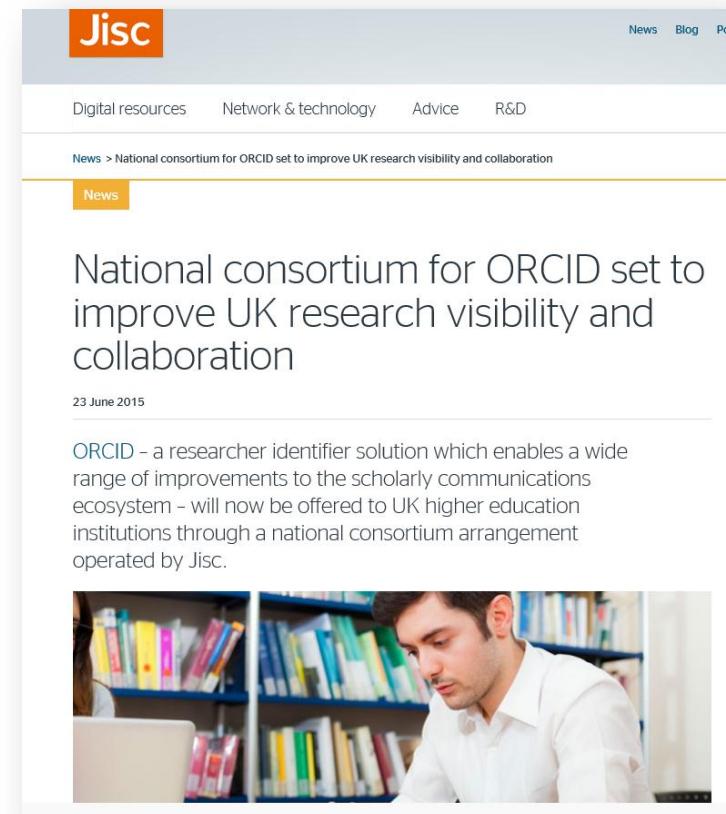 Jisc
News Blog
Digital resources Network & technology Advice R&D
News > National consortium for ORCID set to improve UK research visibility and collaboration
News
National consortium for ORCID set to
improve UK research visibility and
collaboration
23 June 2015
ORCID – a researcher identifier solution which enables a wide
range of improvements to the scholarly communications
ecosystem – will now be offered to UK higher education
institutions through a national consortium arrangement
operated by Jisc.